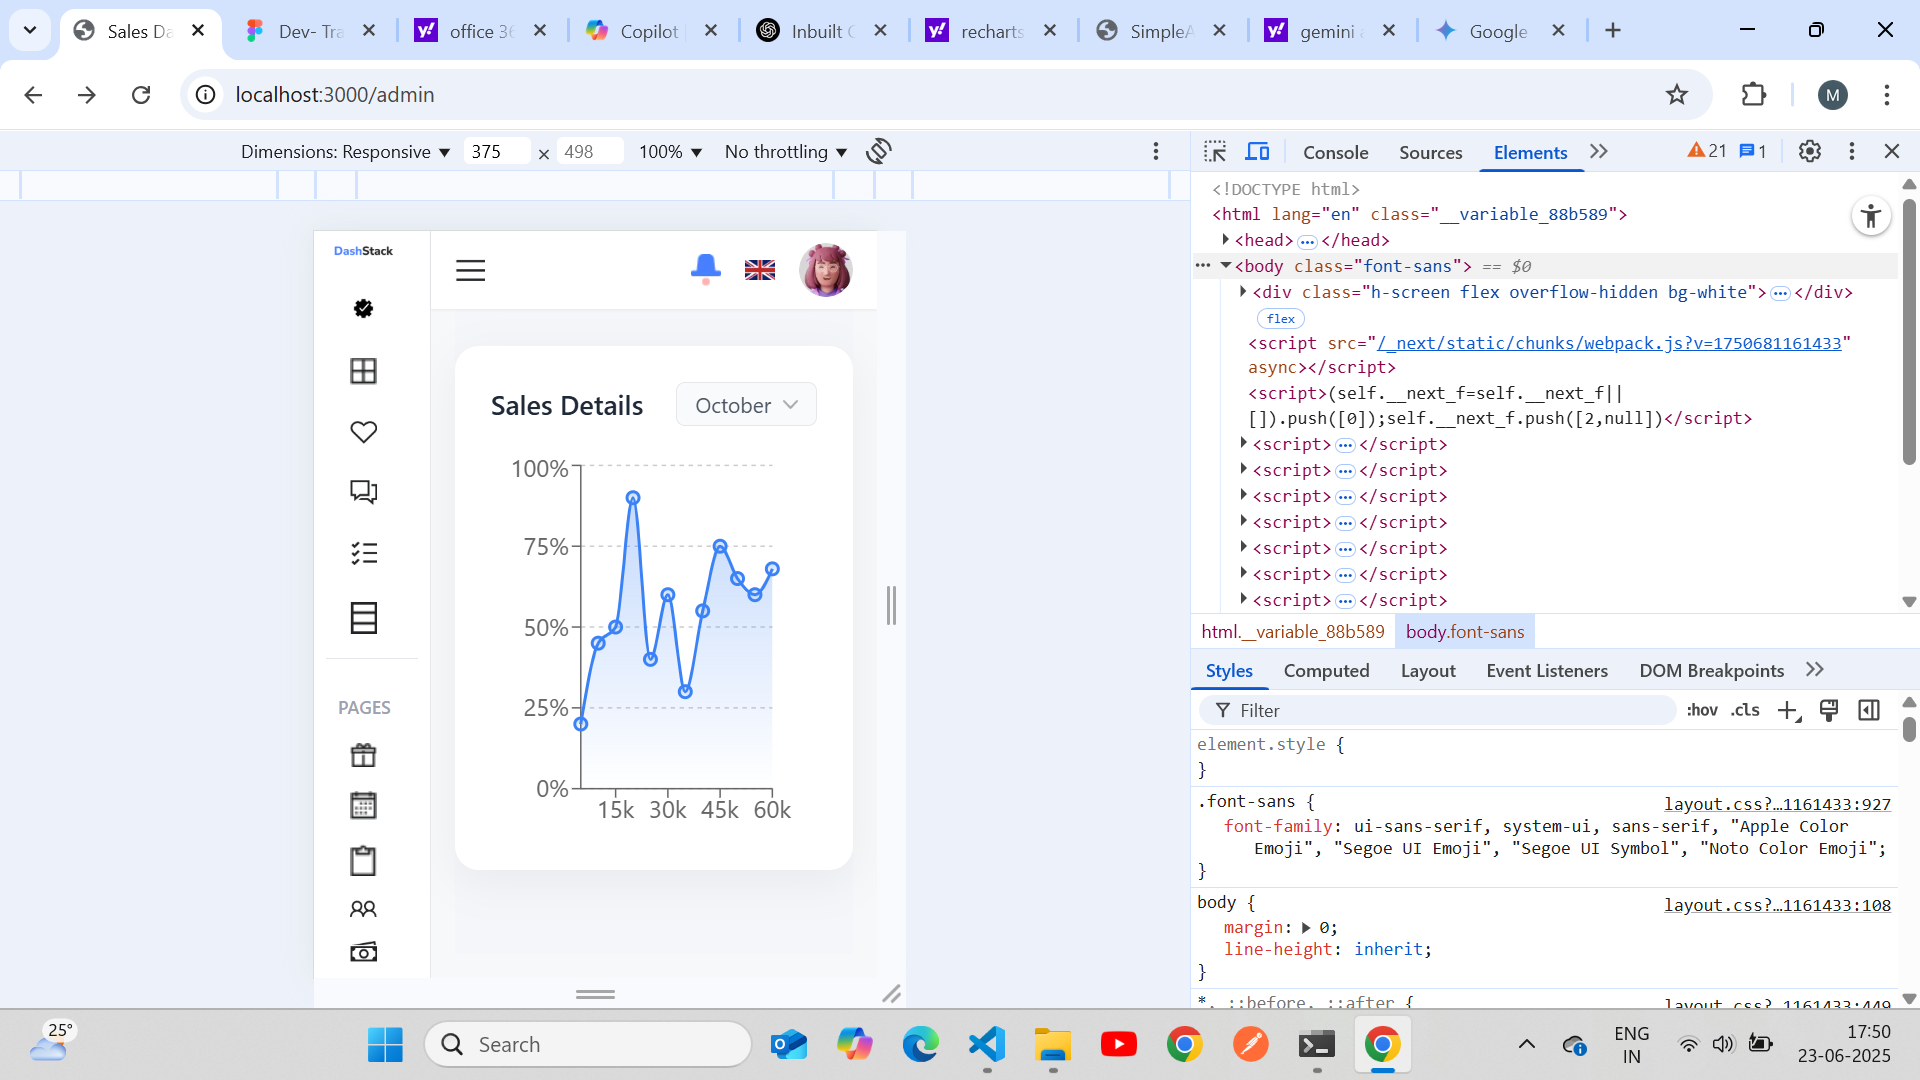 Sales Da
Dev- Tra
office 36
Copilot
Inbuilt C
recharts
SimpleA
gemini a
Google
localhost:3000/admin
M
Dimensions: Responsive 375 × 498 100% No throttling
Console Sources Elements 21 1
<!DOCTYPE html>
<html lang="en" class="__variable_88b589">
<head>…</head>
<body class="font-sans"> == $0
<div class="h-screen flex overflow-hidden bg-white">…</div>
flex
<script src="/_next/static/chunks/webpack.js?v=1750681161433"
async></script>
<script>(self.__next_f=self.__next_f||
[]).push([0]);self.__next_f.push([2,null])</script>
<script>…</script>
<script>…</script>
<script>…</script>
<script>…</script>
<script>…</script>
<script>…</script>
<script>…</script>
html.__variable_88b589 body.font-sans
Styles Computed Layout Event Listeners DOM Breakpoints
Filter :hov .cls
element.style {
}
.font-sans { layout.css?…1161433:927
font-family: ui-sans-serif, system-ui, sans-serif, "Apple Color
Emoji", "Segoe UI Emoji", "Segoe UI Symbol", "Noto Color Emoji";
}
body { layout.css?…1161433:108
margin: 0;
line-height: inherit;
}
*, ::before, ::after { layout.css?…1161433:449
DashStack
PAGES
Sales Details
October
100%
75%
50%
25%
0%
15k 30k 45k 60k
25°
Search
ENG
IN
17:50
23-06-2025